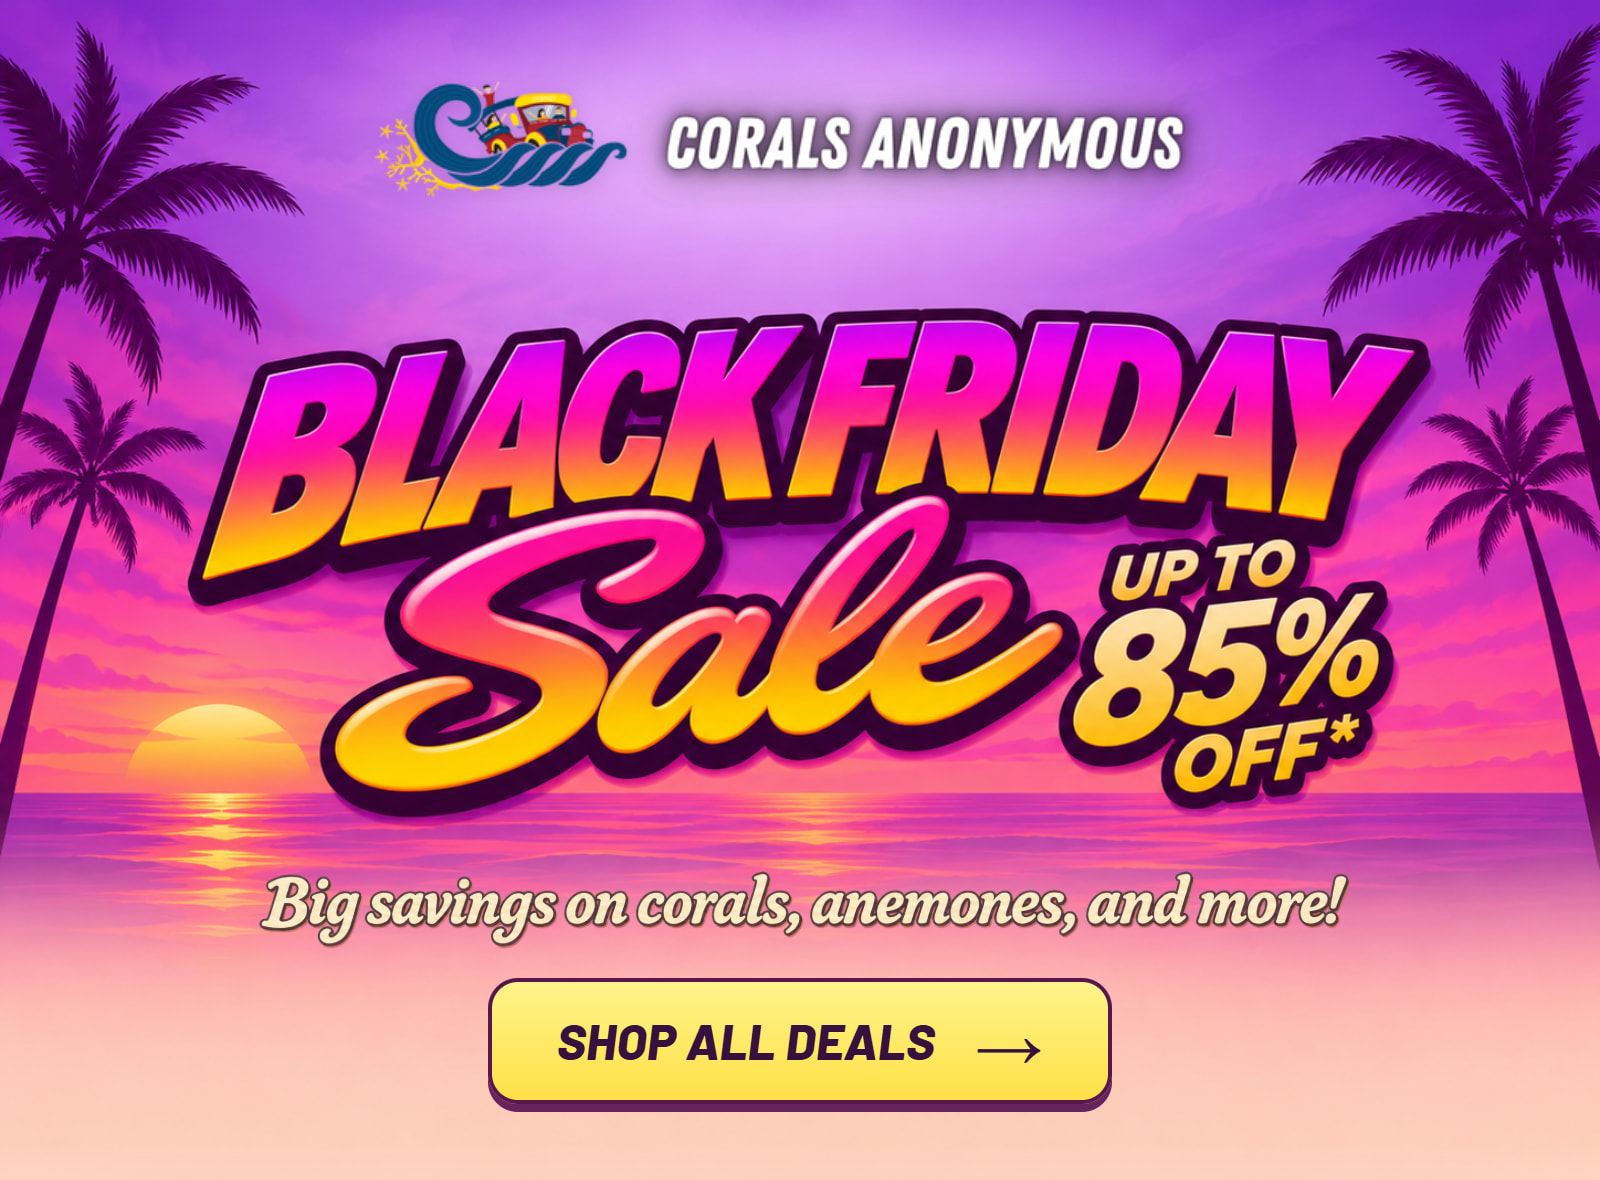 CORALS ANONYMOUS
BLACK FRIDAY
Sale
UP TO
85%
OFF*
Big savings on corals, anemones, and more!
SHOP ALL DEALS →